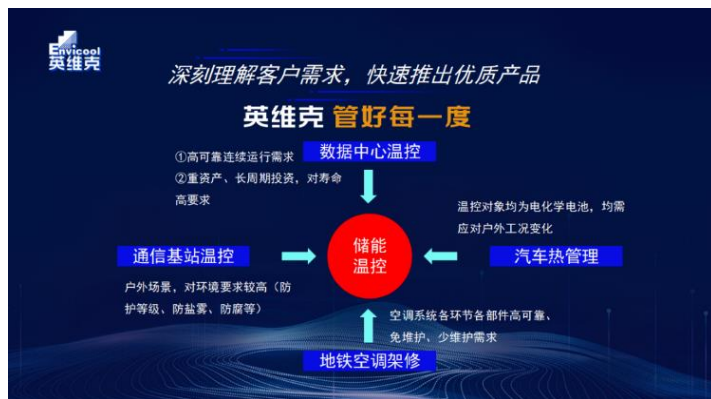 Envicool
英维克
深刻理解客户需求，快速推出优质产品
英维克 管好每一度
数据中心温控
①高可靠连续运行需求
②重资产、长周期投资，对寿命
高要求
温控对象均为电化学电池，均需
应对户外工况变化
储能
温控
通信基站温控
汽车热管理
户外场景，对环境要求较高（防
护等级、防盐雾、防腐等）
空调系统各环节各部件高可靠、
免维护、少维护需求
地铁空调架修